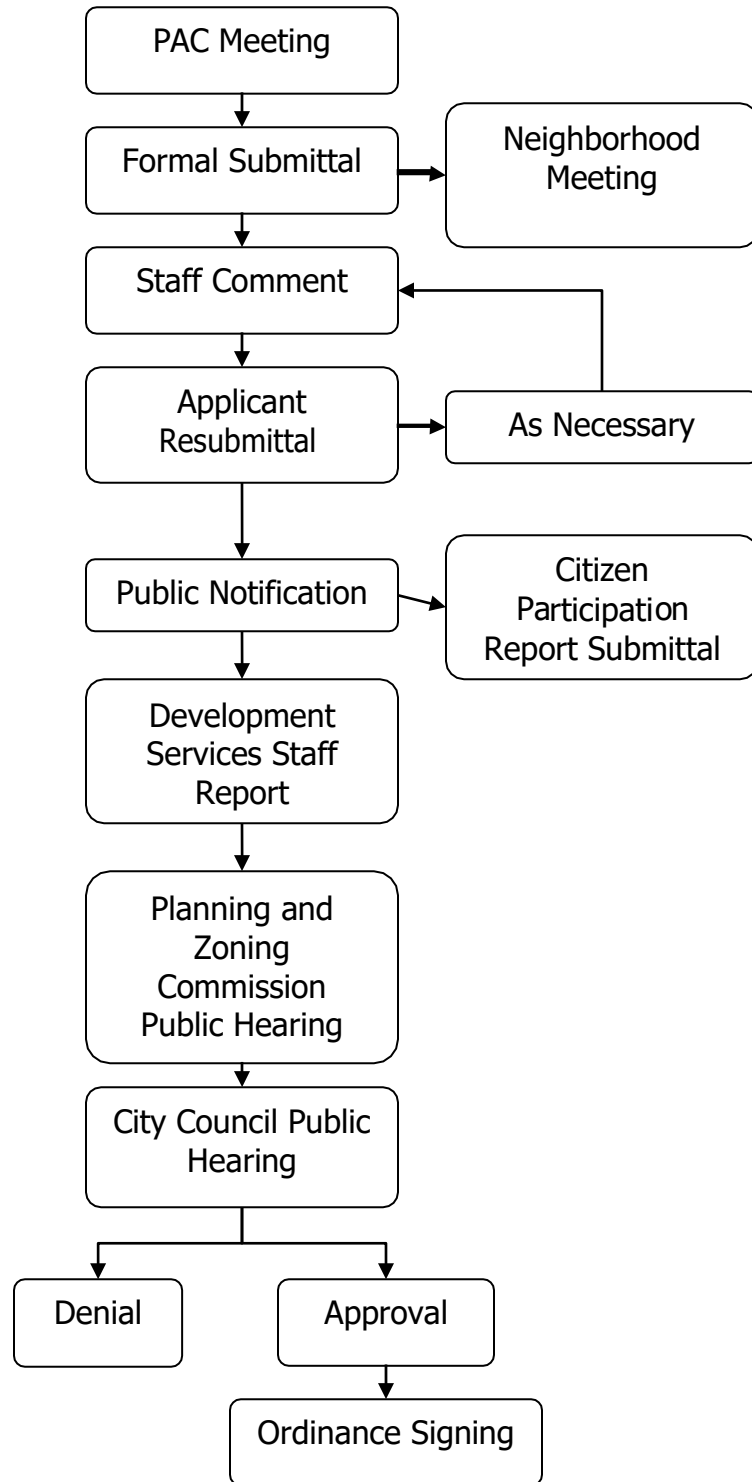 PAC Meeting
Formal Submittal
Neighborhood
Meeting
Staff Comment
Applicant
Resubmittal
As Necessary
Public Notification
Citizen
Participation
Report Submittal
Development
Services Staff
Report
Planning and
Zoning
Commission
Public Hearing
City Council Public
Hearing
Denial
Approval
Ordinance Signing